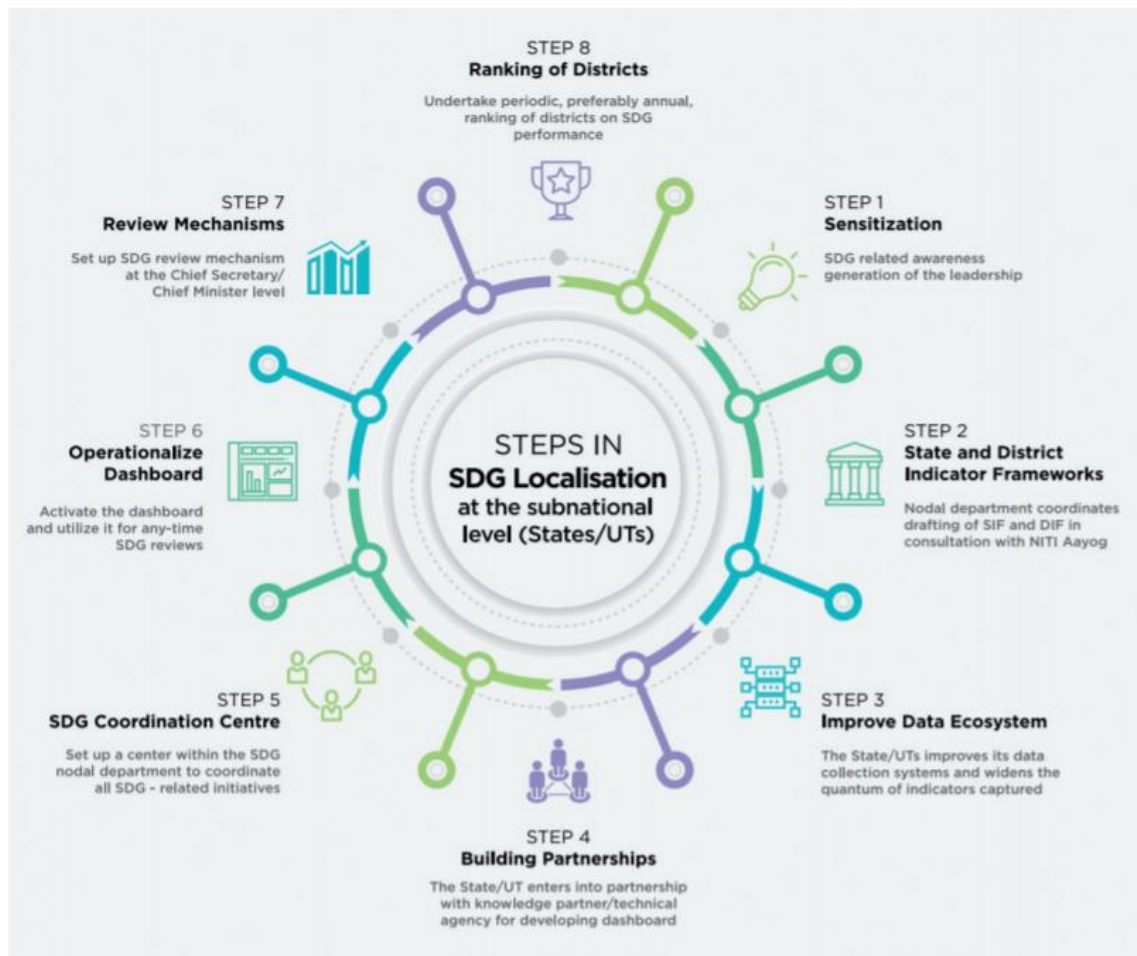 STEPS IN
SDG Localisation
at the subnational
level (States/UTs)
STEP 1
Sensitization
SDG related awareness
generation of the leadership
STEP 2
State and District
Indicator Frameworks
Nodal department coordinates
drafting of SIF and DIF in
consultation with NITI Aayog
STEP 3
Improve Data Ecosystem
The State/UTs improves its data
collection systems and widens the
quantum of indicators captured
STEP 4
Building Partnerships
The State/UT enters into partnership
with knowledge partner/technical
agency for developing dashboard
STEP 5
SDG Coordination Centre
Set up a center within the SDG
nodal department to coordinate
all SDG - related initiatives
STEP 6
Operationalize
Dashboard
Activate the dashboard
and utilize it for any-time
SDG reviews
STEP 7
Review Mechanisms
Set up SDG review mechanism
at the Chief Secretary/
Chief Minister level
STEP 8
Ranking of Districts
Undertake periodic, preferably annual,
ranking of districts on SDG
performance